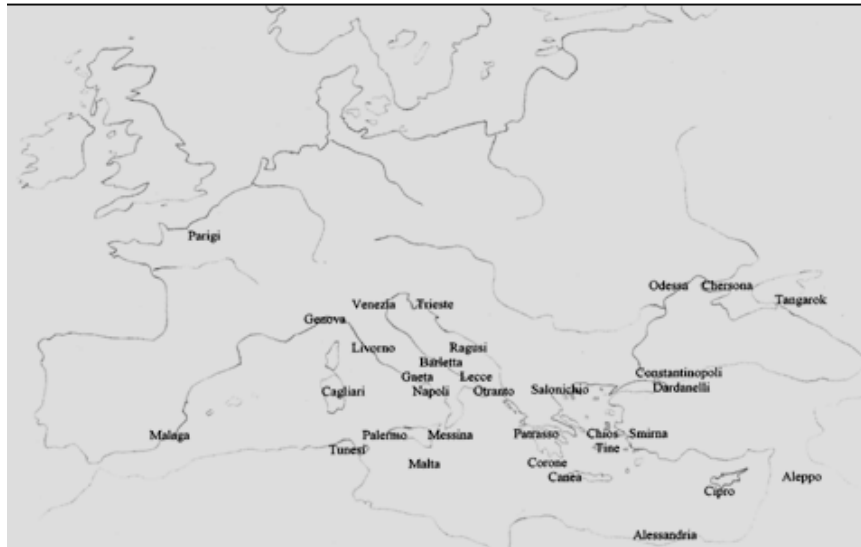 Parigi
Odessa
Chersona
Tangarok
Venezia
Trieste
Genova
Livorno
Ragusi
Barletta
Constantinopoli
Gaeta
Lecce
Dardanelli
Cagliari
Napoli
Otranto
Salonichio
Malaga
Palermo
Messina
Patrasso
Chios
Smirna
Tunesi
Tine
Malta
Corone
Canea
Aleppo
Cipro
Alessandria